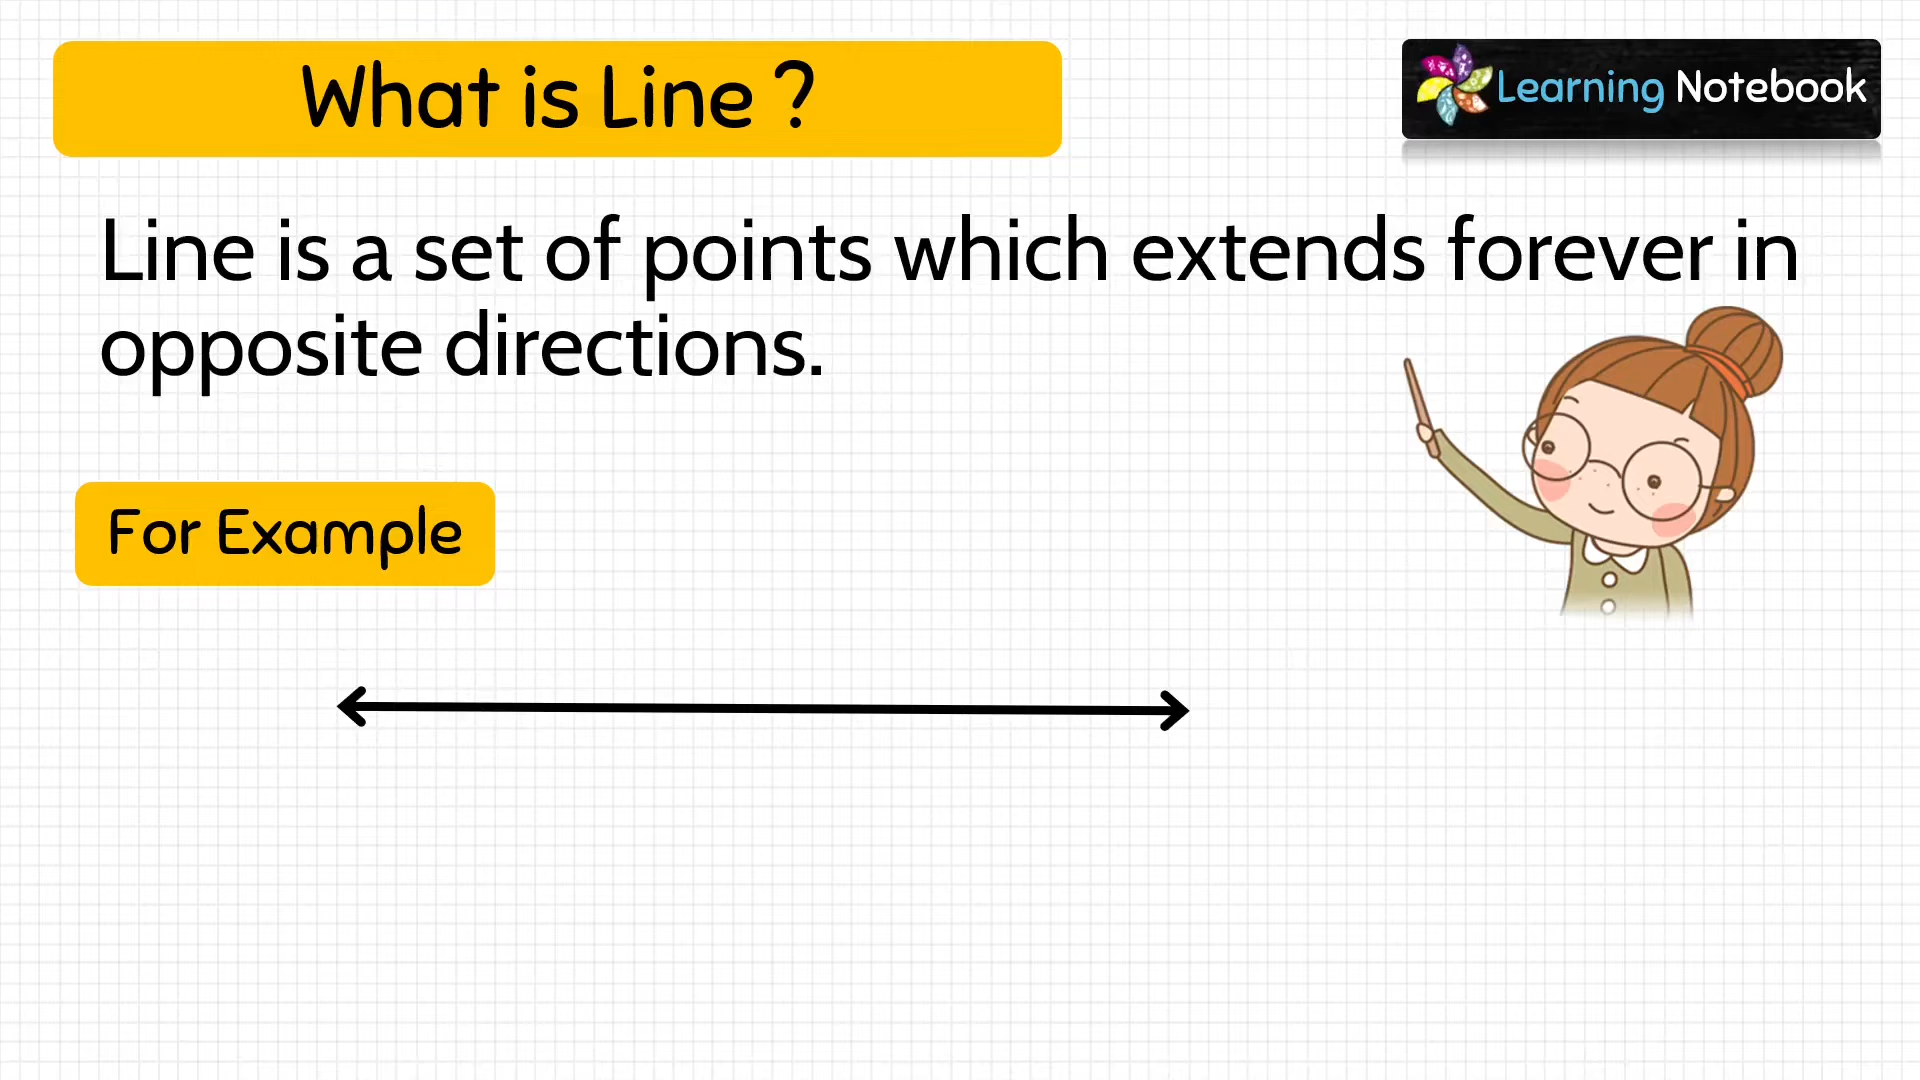 What is Line ?
Learning Notebook
Line is a set of points which extends forever in
opposite directions.
For Example